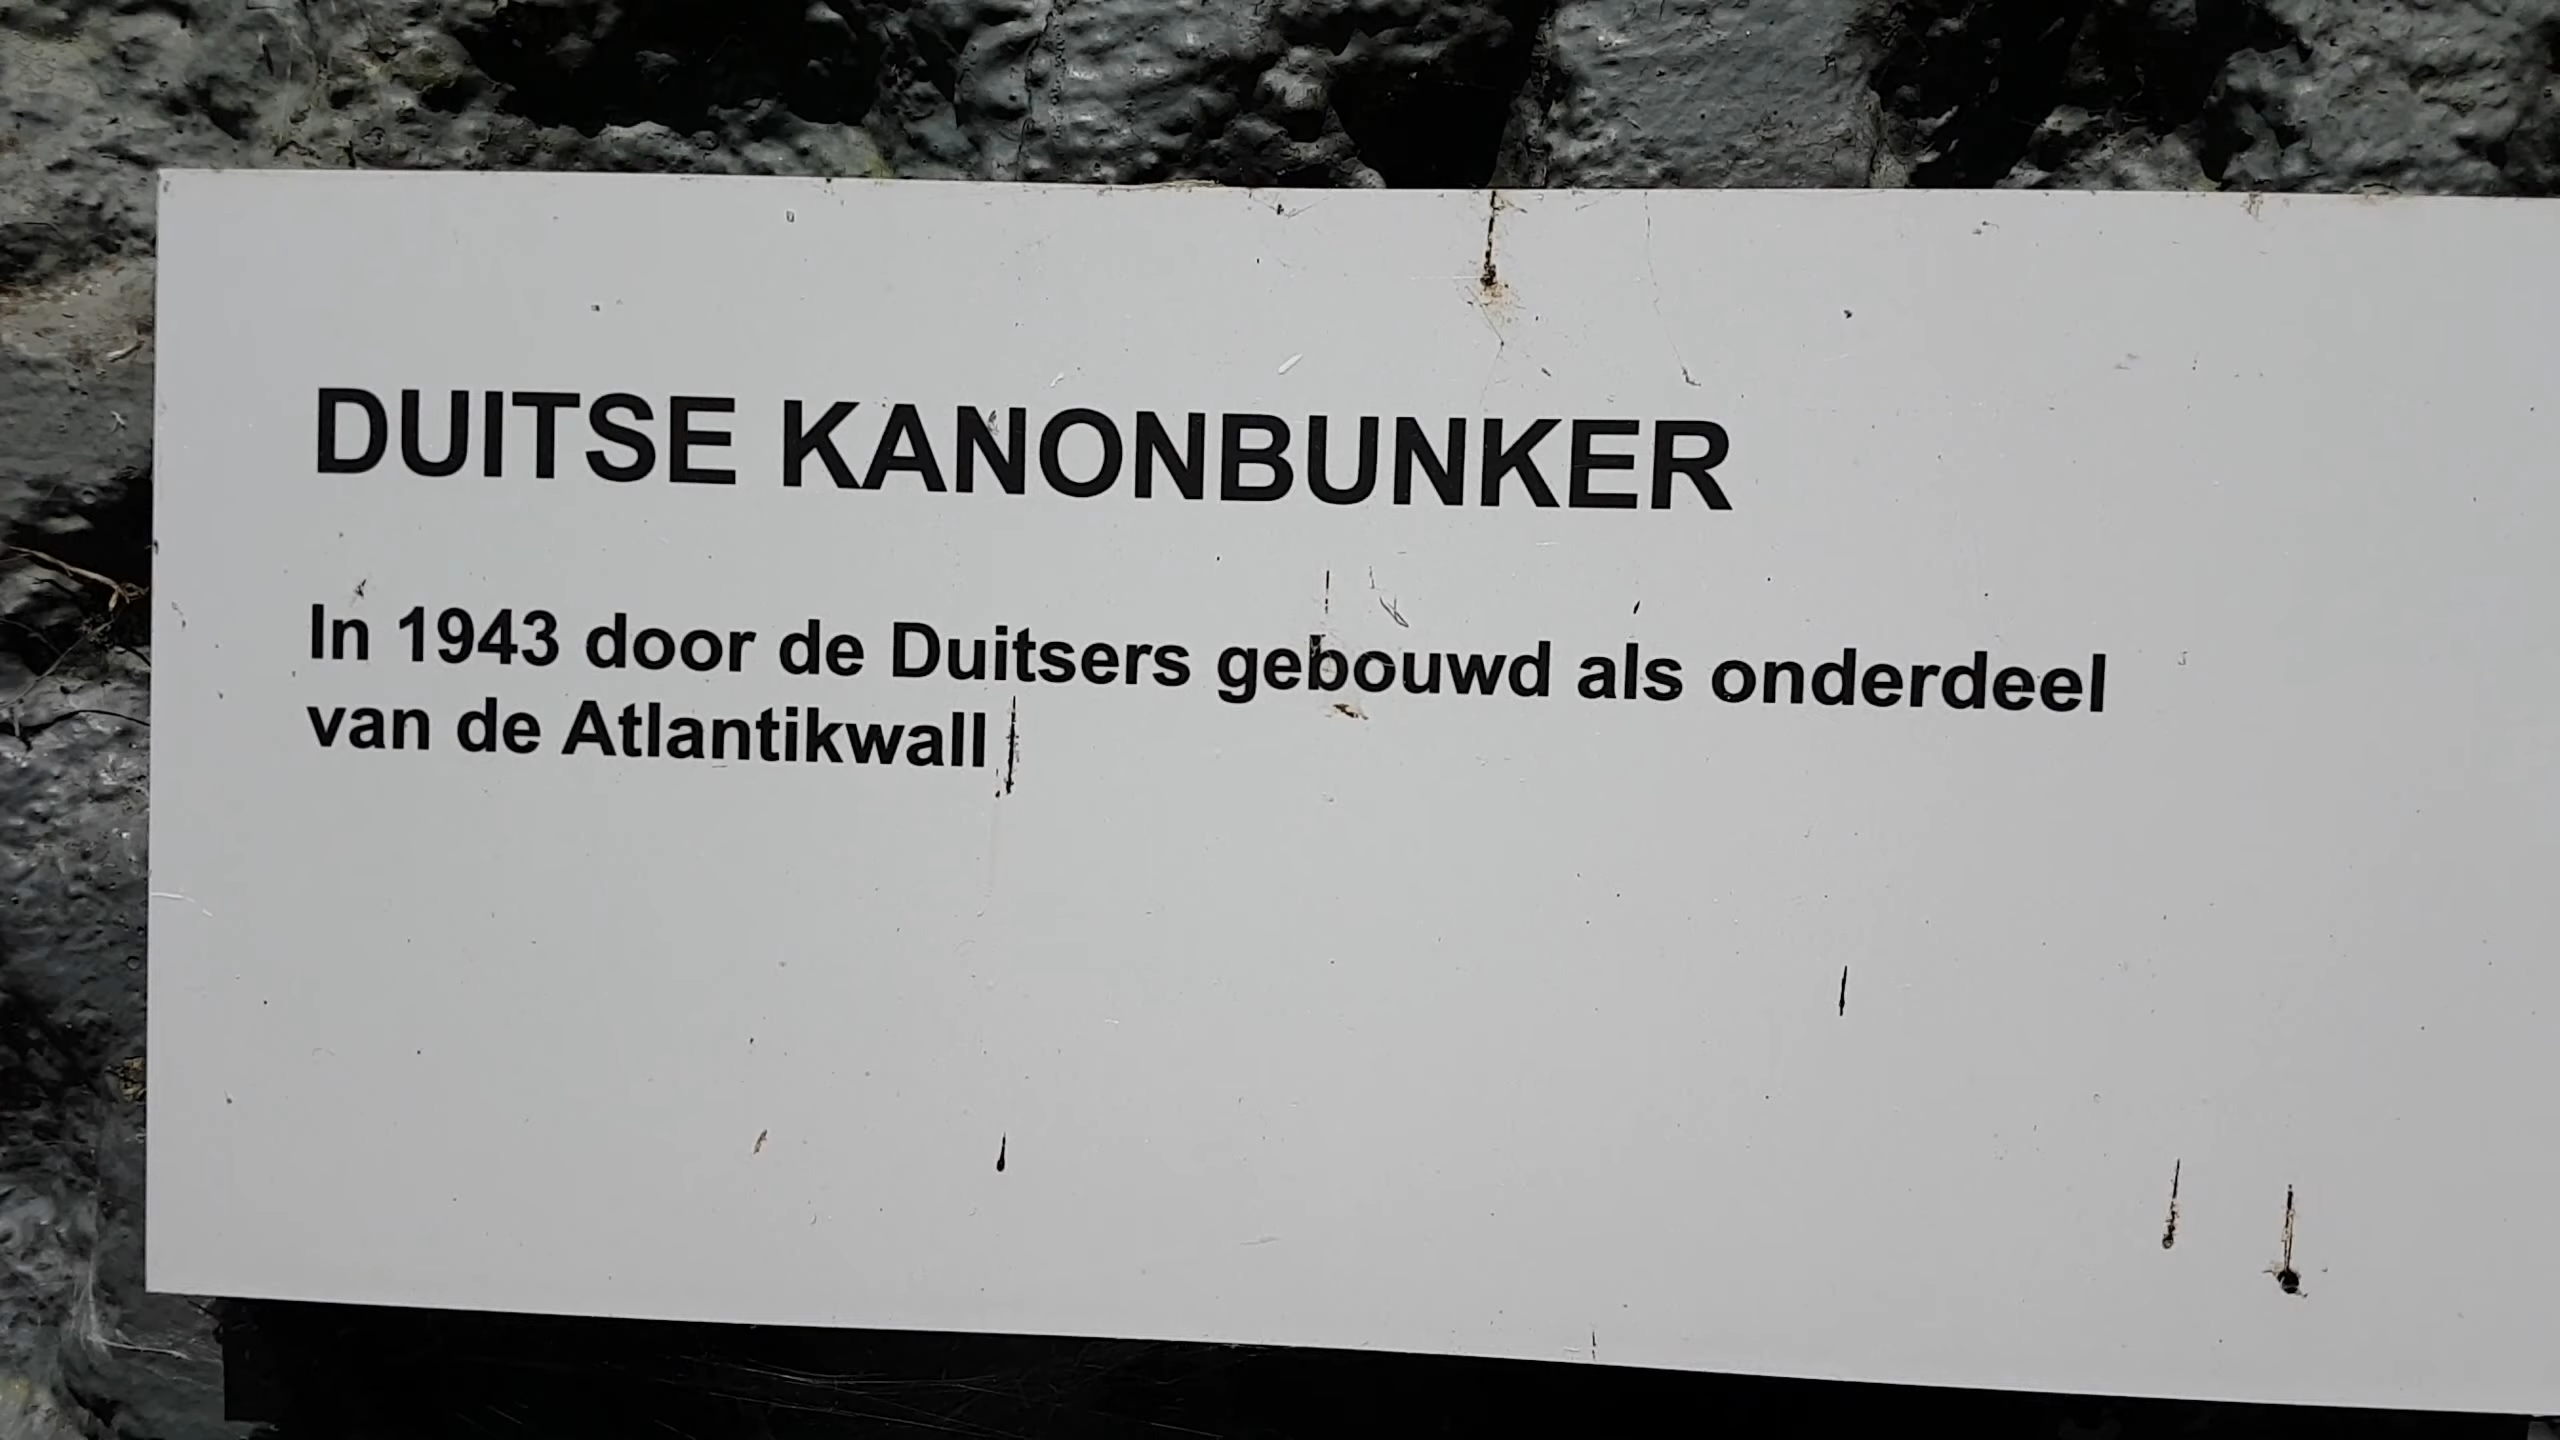 DUITSE KANONBUNKER
In 1943 door de Duitsers gebouwd als onderdeel
van de Atlantikwall